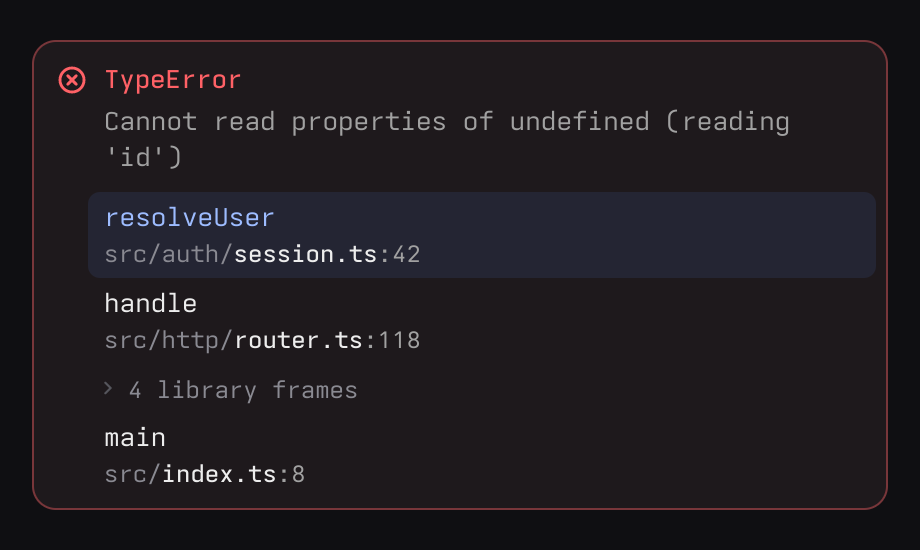 TypeError
Cannot read properties of undefined (reading
'id')
resolveUser
src/auth/session.ts:42
handle
src/http/router.ts:118
4 library frames
main
src/index.ts:8